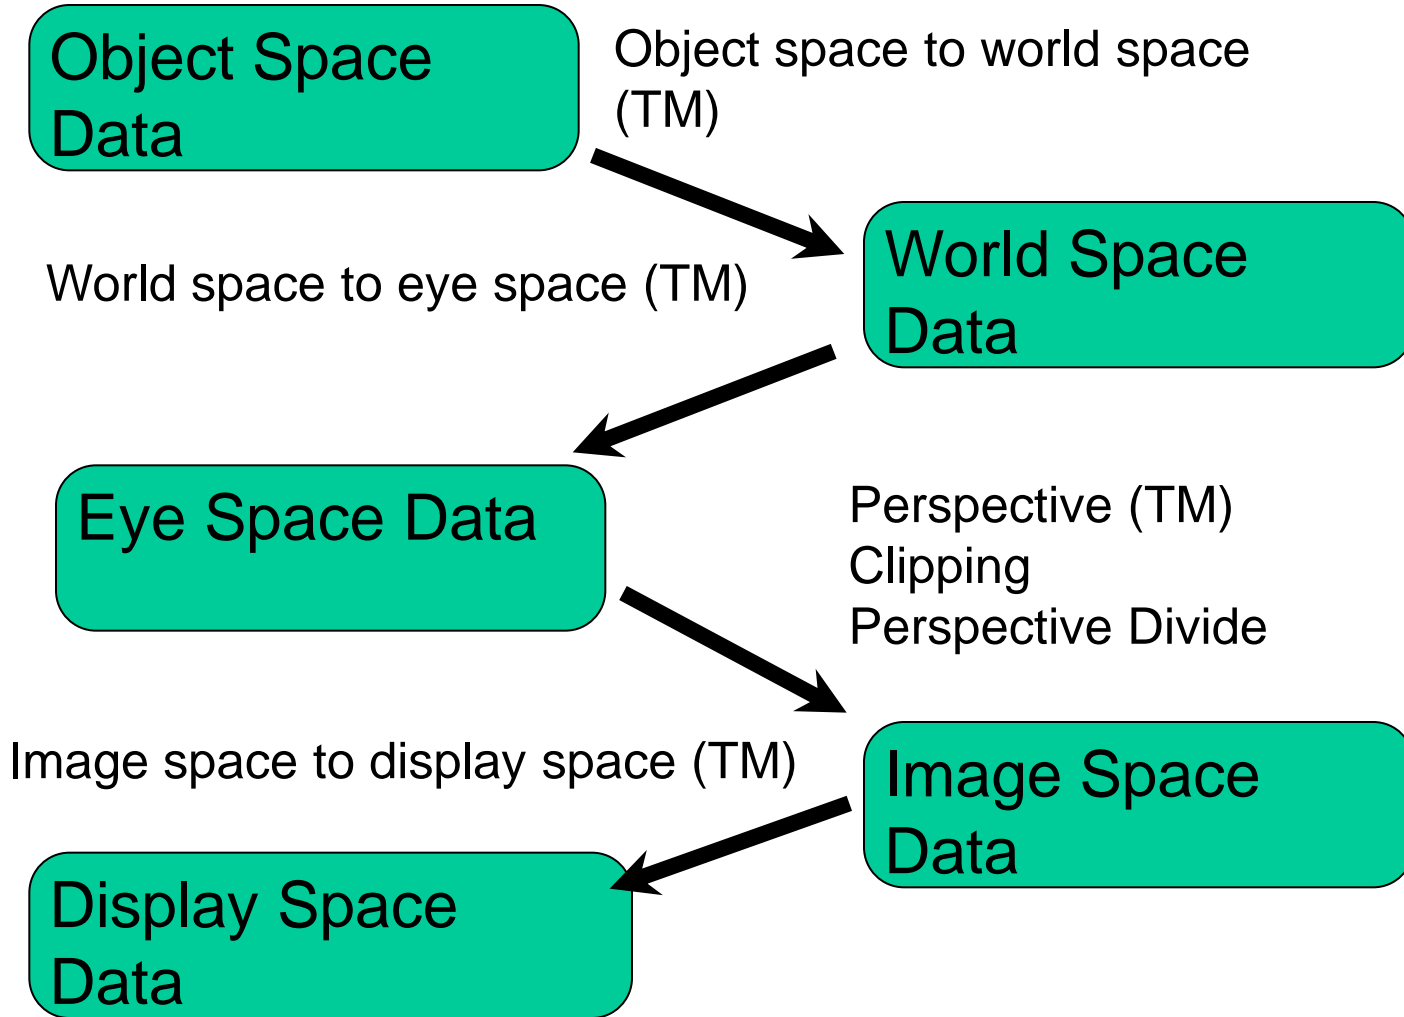 Object Space
Data
Object space to world space
(TM)
World Space
Data
World space to eye space (TM)
Eye Space Data
Perspective (TM)
Clipping
Perspective Divide
Image Space
Data
Image space to display space (TM)
Display Space
Data